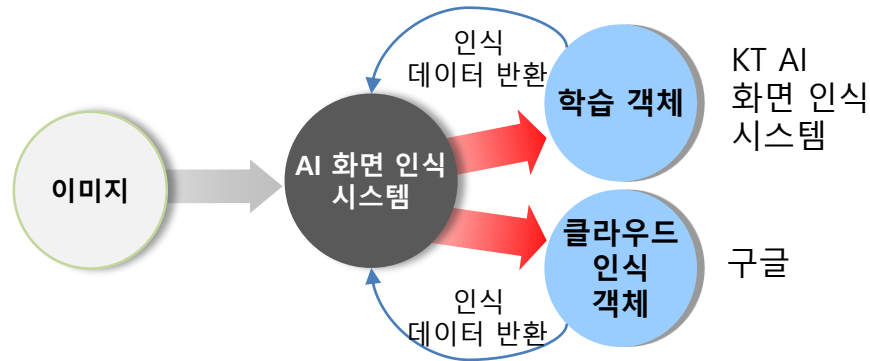 인식
데이터 반환
학습 객체
KT AI
화면 인식
시스템
이미지
AI 화면 인식
시스템
클라우드
인식
객체
구글
인식
데이터 반환